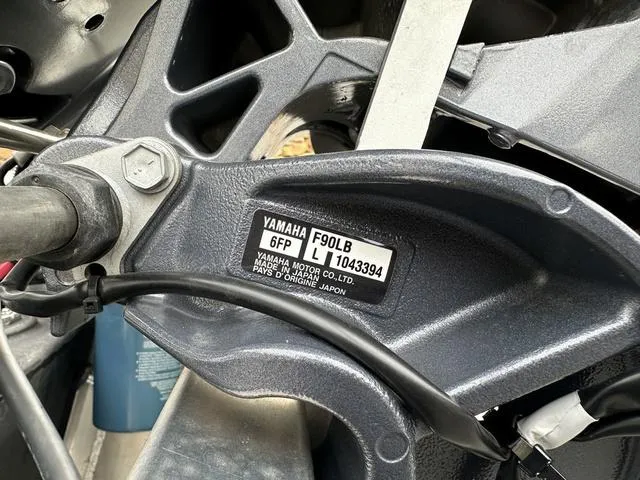 YAMAHA F90LB
6FP L 1043394
YAMAHA MOTOR CO., LTD.
MADE IN JAPAN
PAYS D'ORIGINE JAPON